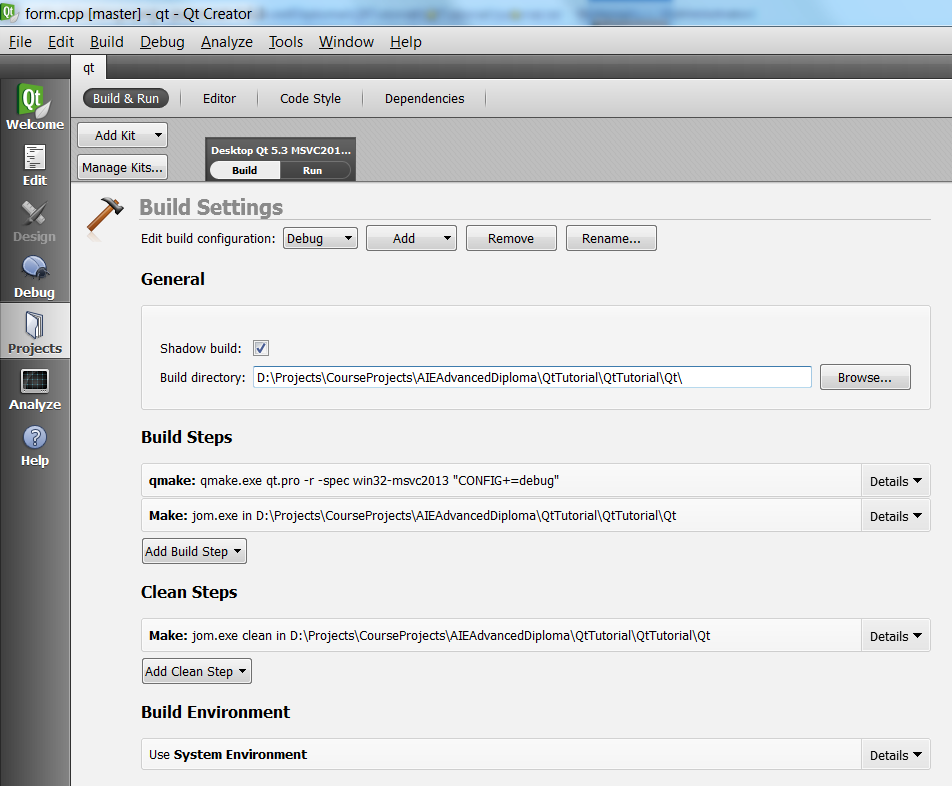 form.cpp [master] - qt - Qt Creator
File Edit Build Debug Analyze Tools Window Help
qt
Qt
Welcome
Edit
Design
Debug
Projects
Analyze
Help
Build & Run Editor Code Style Dependencies
Add Kit
Manage Kits...
Desktop Qt 5.3 MSVC201...
Build Run
Build Settings
Edit build configuration: Debug Add Remove Rename...
General
Shadow build:
Build directory: D:\Projects\CourseProjects\AIEAdvancedDiploma\QtTutorial\QtTutorial\Qt\ Browse...
Build Steps
qmake: qmake.exe qt.pro -r -spec win32-msvc2013 "CONFIG+=debug" Details
Make: jom.exe in D:\Projects\CourseProjects\AIEAdvancedDiploma\QtTutorial\QtTutorial\Qt Details
Add Build Step
Clean Steps
Make: jom.exe clean in D:\Projects\CourseProjects\AIEAdvancedDiploma\QtTutorial\QtTutorial\Qt Details
Add Clean Step
Build Environment
Use System Environment Details